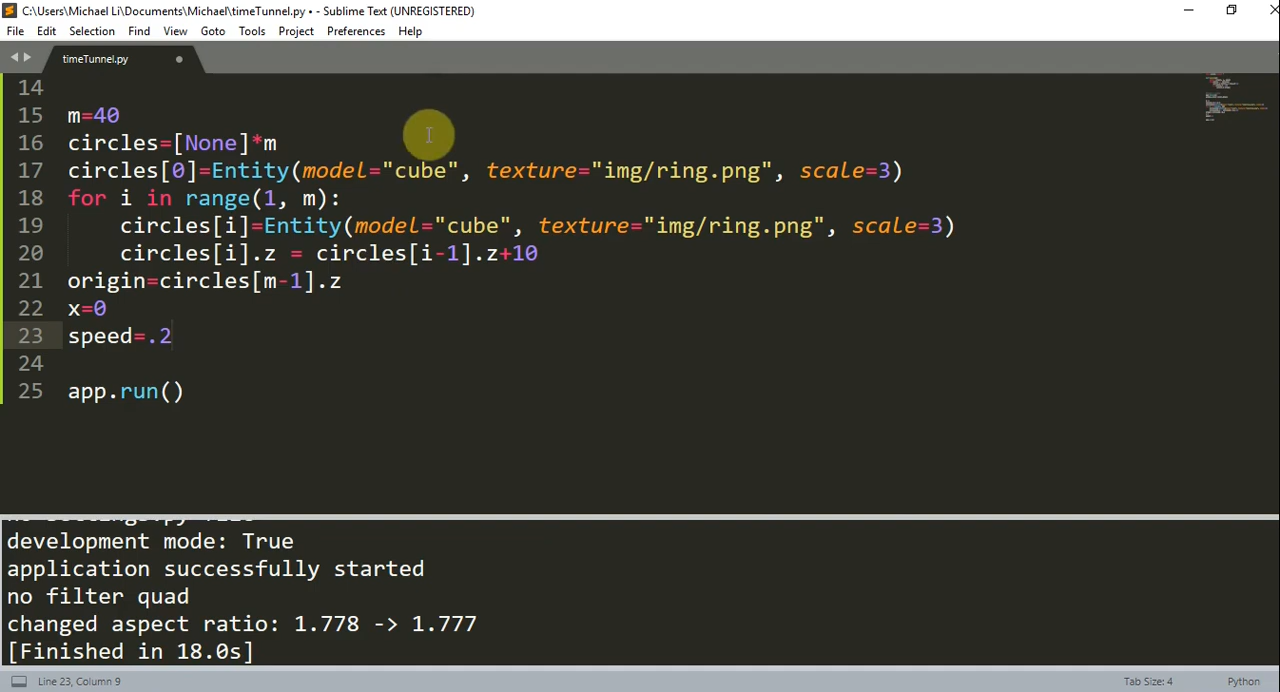 C:\Users\Michael Li\Documents\Michael\timeTunnel.py • - Sublime Text (UNREGISTERED)
File Edit Selection Find View Goto Tools Project Preferences Help
timeTunnel.py
14
15 m=40
16 circles=[None]*m
17 circles[0]=Entity(model="cube", texture="img/ring.png", scale=3)
18 for i in range(1, m):
19     circles[i]=Entity(model="cube", texture="img/ring.png", scale=3)
20     circles[i].z = circles[i-1].z+10
21 origin=circles[m-1].z
22 x=0
23 speed=.2
24
25 app.run()
development mode: True
application successfully started
no filter quad
changed aspect ratio: 1.778 -> 1.777
[Finished in 18.0s]
Line 23, Column 9 Tab Size: 4 Python